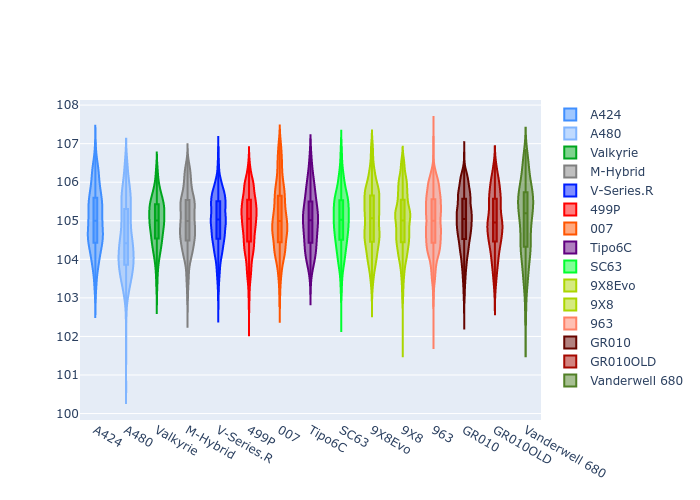 108
107
106
105
104
103
102
101
100
A424
A480
Valkyrie
M-Hybrid
V-Series.R
499P
007
Tipo6C
SC63
9X8Evo
9X8
963
GR010
GR010OLD
Vanderwell 680
A424
A480
Valkyrie
M-Hybrid
V-Series.R
499P
007
Tipo6C
SC63
9X8Evo
9X8
963
GR010
GR010OLD
Vanderwell 680